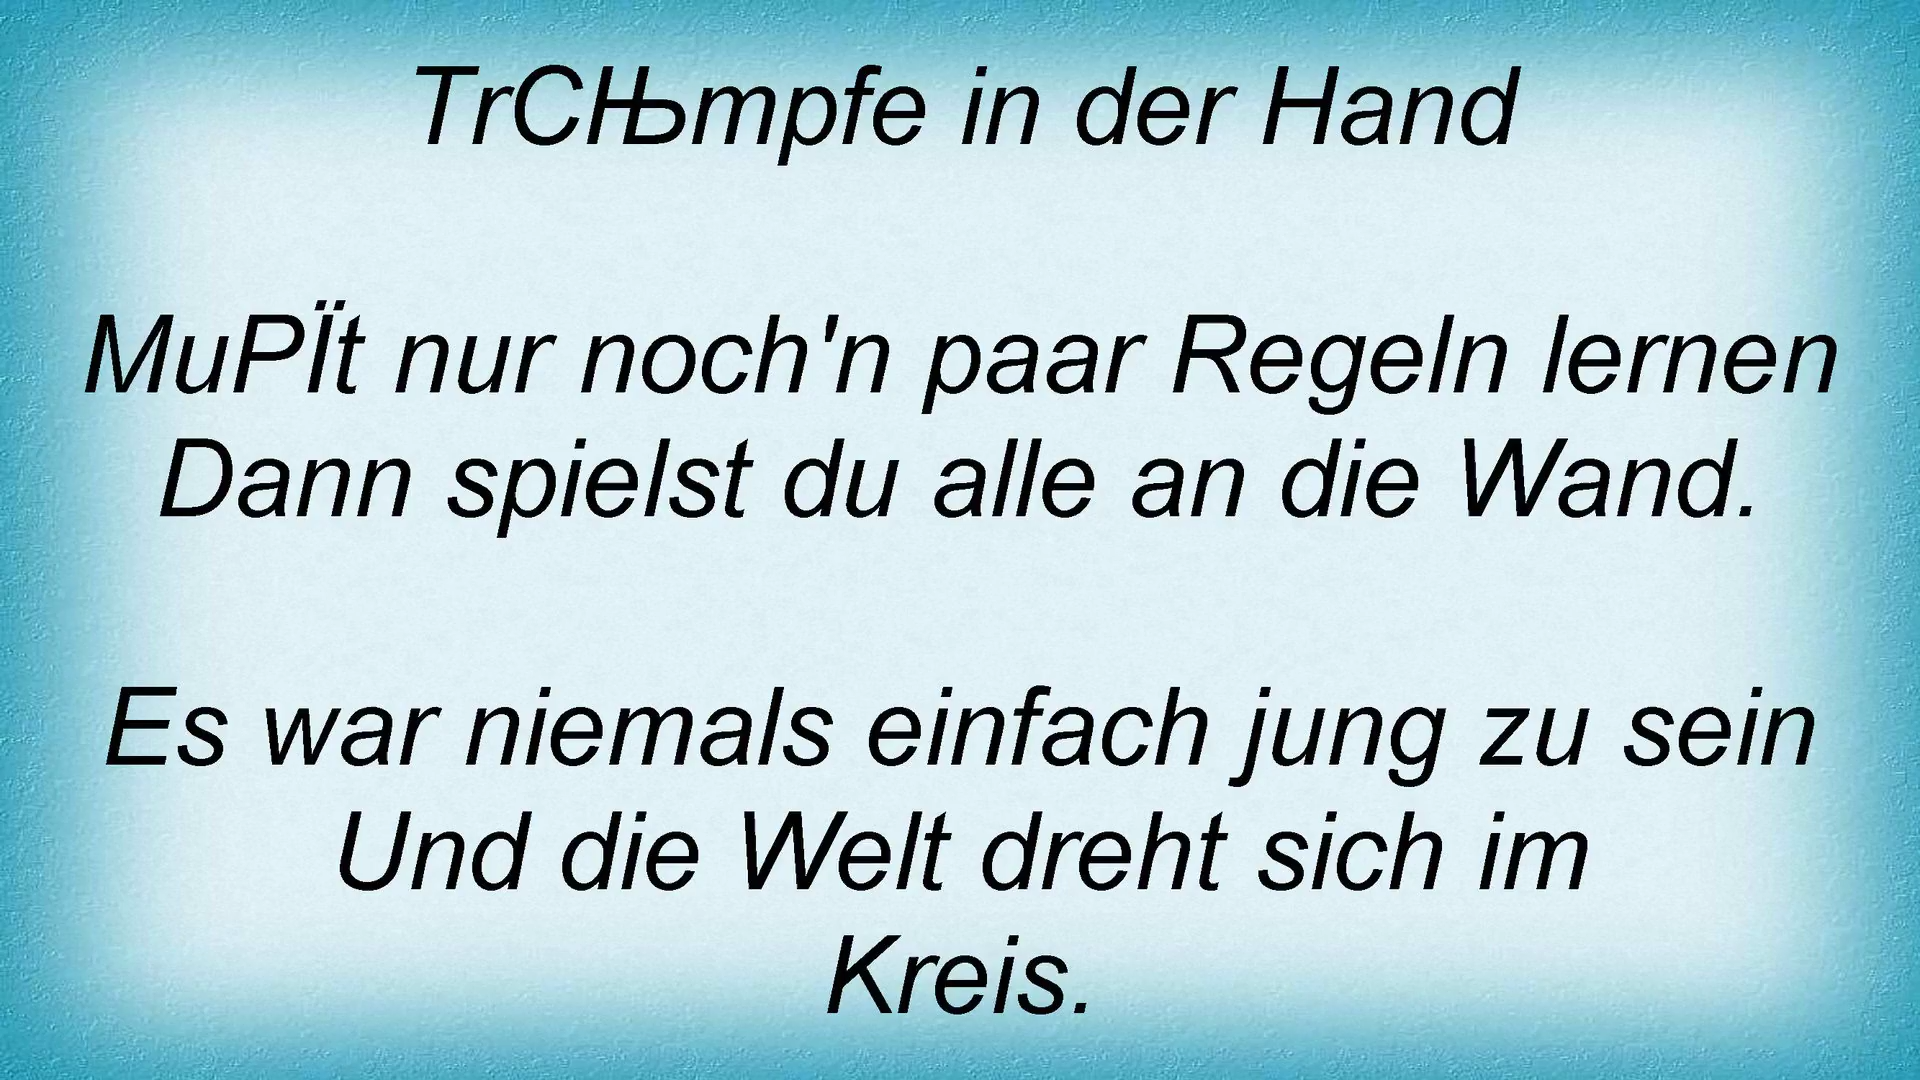 TrCЊmpfe in der Hand
MuPЇt nur noch'n paar Regeln lernen
Dann spielst du alle an die Wand.
Es war niemals einfach jung zu sein
Und die Welt dreht sich im
Kreis.